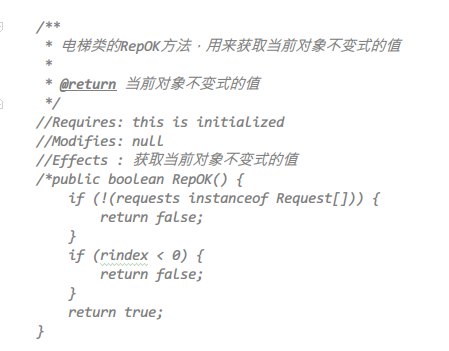 /**
 * 电梯类的RepOK方法，用来获取当前对象不变式的值
 *
 * @return 当前对象不变式的值
 */
//Requires: this is initialized
//Modifies: null
//Effects : 获取当前对象不变式的值
/*public boolean RepOK() {
    if (!(requests instanceof Request[])) {
        return false;
    }
    if (rindex < 0) {
        return false;
    }
    return true;
}